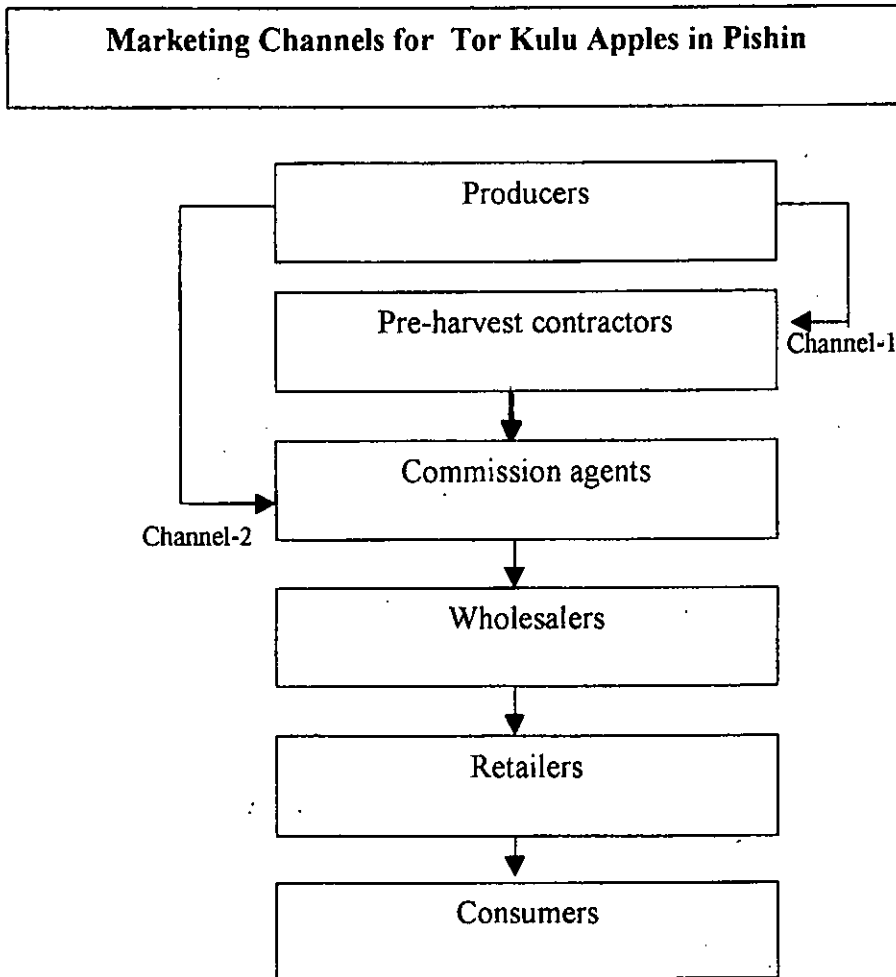 Marketing Channels for Tor Kulu Apples in Pishin
Producers
Pre-harvest contractors
Channel-1
Commission agents
Channel-2
Wholesalers
Retailers
Consumers